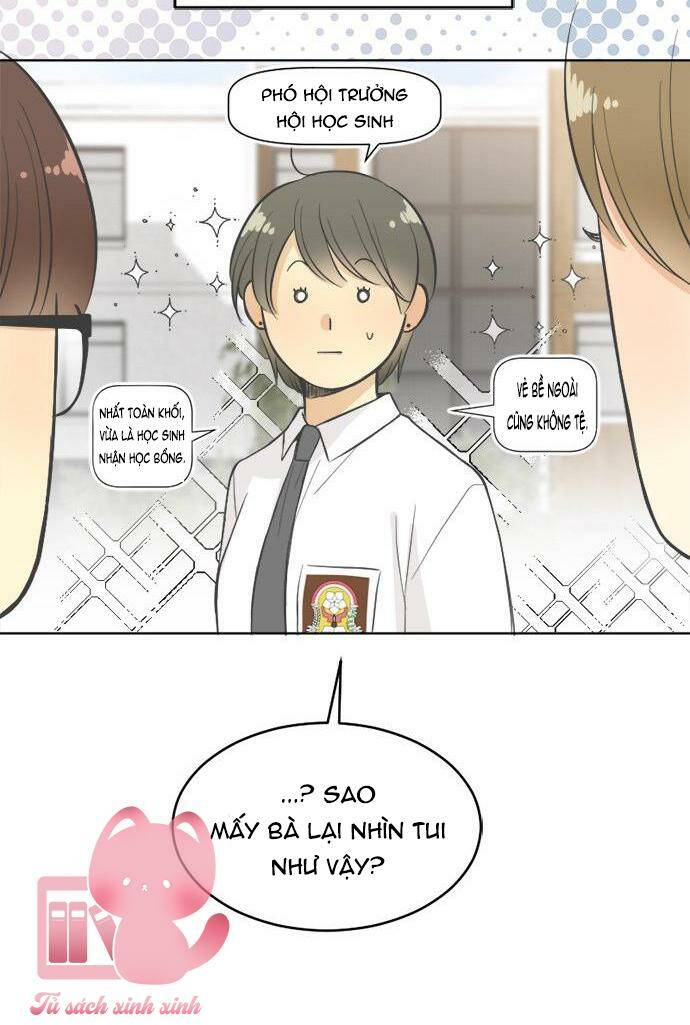 PHÓ HỘI TRƯỞNG
HỘI HỌC SINH
NHẤT TOÀN KHỐI,
VỪA LÀ HỌC SINH
NHẬN HỌC BỔNG.
VẺ BỀ NGOÀI
CŨNG KHÔNG TỆ.
...? SAO
MẤY BÀ LẠI NHÌN TUI
NHƯ VẬY?
Tủ sách xinh xinh